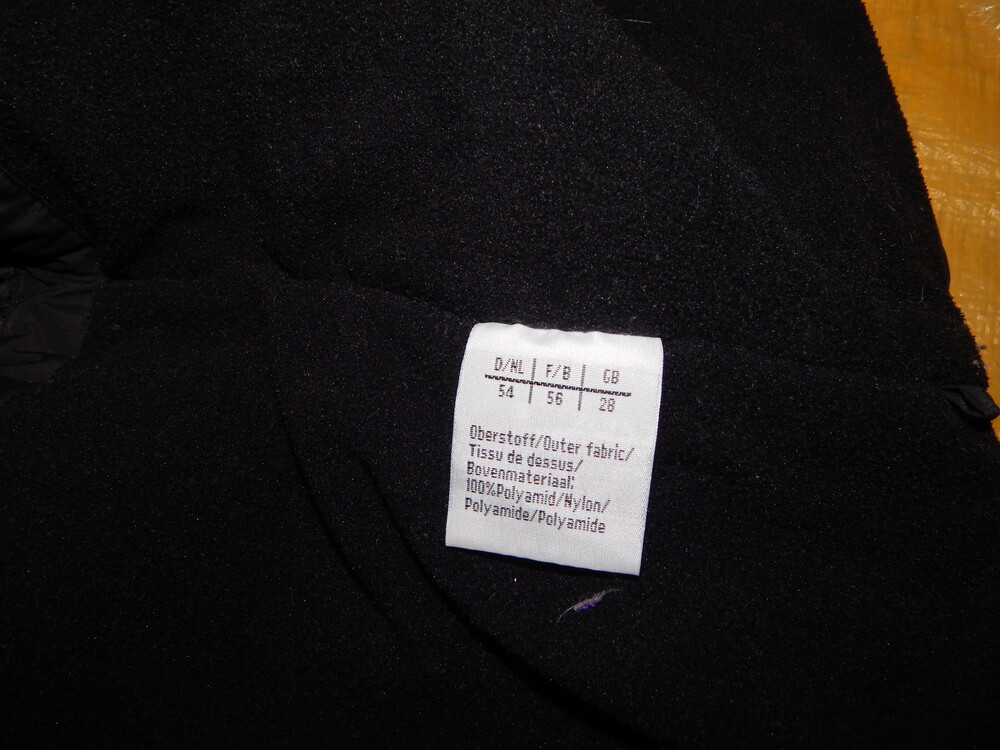 D/NL F/B GB
54 56 28
Oberstoff/Outer fabric/
Tissu de dessus/
Bovenmateriaal:
100%Polyamid/Nylon/
Polyamide/Polyamide